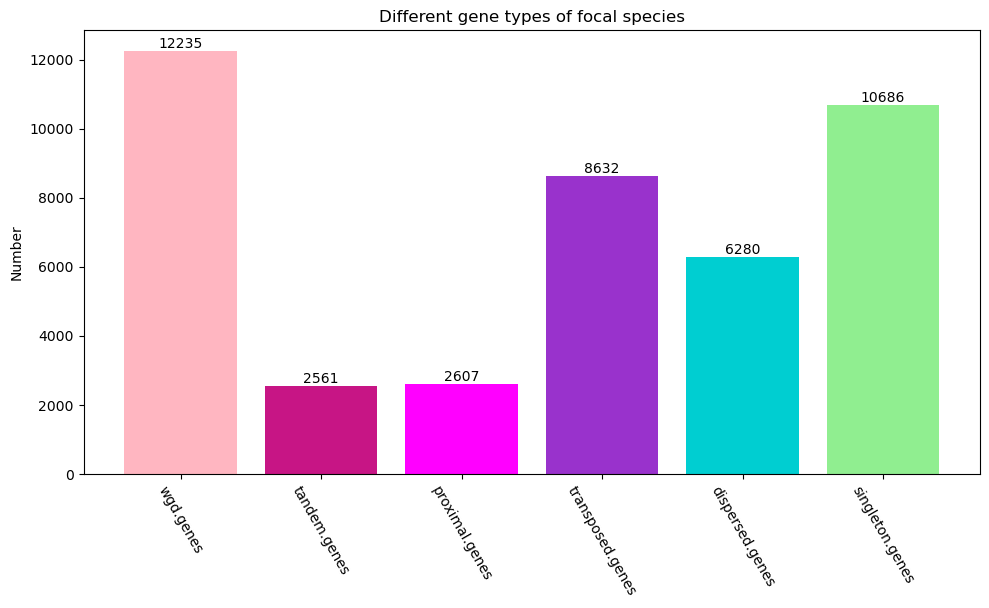 Different gene types of focal species
Number
12000
10000
8000
6000
4000
2000
0
12235
2561
2607
8632
6280
10686
wgd.genes
tandem.genes
proximal.genes
transposed.genes
dispersed.genes
singleton.genes